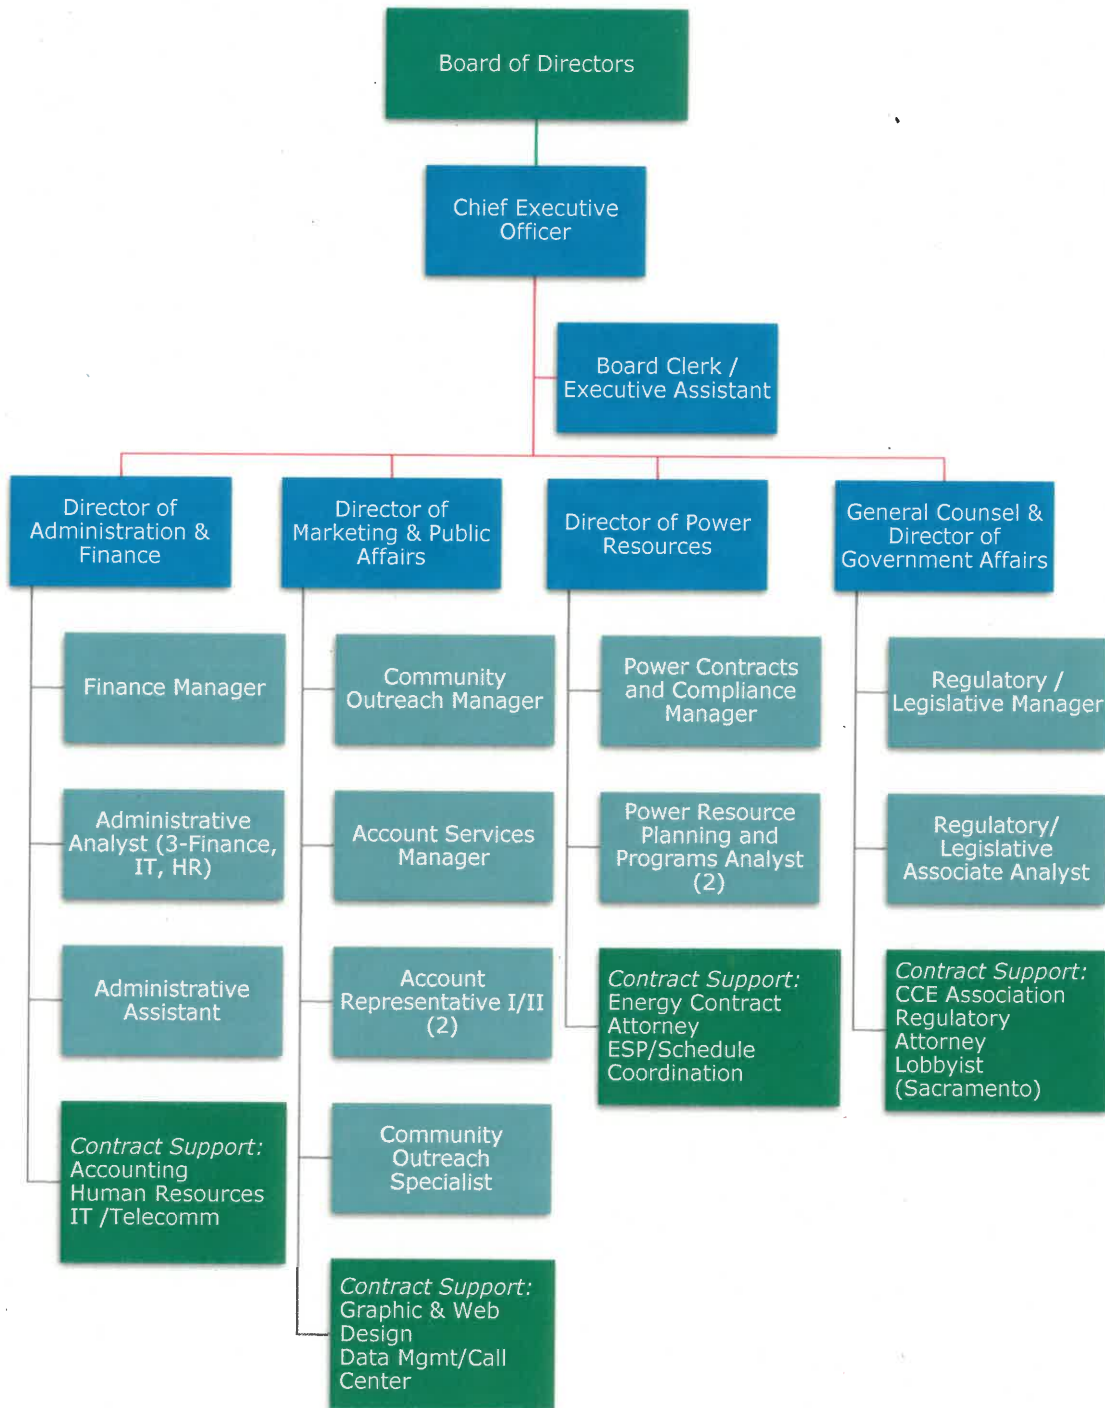 Board of Directors
Chief Executive
Officer
Board Clerk /
Executive Assistant
Director of
Administration &
Finance
Director of
Marketing & Public
Affairs
Director of Power
Resources
General Counsel &
Director of
Government Affairs
Finance Manager
Community
Outreach Manager
Power Contracts
and Compliance
Manager
Regulatory /
Legislative Manager
Administrative
Analyst (3-Finance,
IT, HR)
Account Services
Manager
Power Resource
Planning and
Programs Analyst
(2)
Regulatory/
Legislative
Associate Analyst
Administrative
Assistant
Account
Representative I/II
(2)
Contract Support:
Energy Contract
Attorney
ESP/Schedule
Coordination
Contract Support:
CCE Association
Regulatory
Attorney
Lobbyist
(Sacramento)
Contract Support:
Accounting
Human Resources
IT /Telecomm
Community
Outreach
Specialist
Contract Support:
Graphic & Web
Design
Data Mgmt/Call
Center